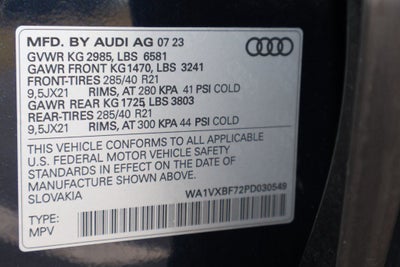 MFD. BY AUDI AG 07 23
GVWR KG 2985, LBS 6581
GAWR FRONT KG1470, LBS 3241
FRONT-TIRES 285/40 R21
9,5JX21 RIMS, AT 280 KPA 41 PSI COLD
GAWR REAR KG1725 LBS 3803
REAR-TIRES 285/40 R21
9,5JX21 RIMS, AT 300 KPA 44 PSI COLD
THIS VEHICLE CONFORMS TO ALL APPLICABLE
U.S. FEDERAL MOTOR VEHICLE SAFETY STANDARDS
IN EFFECT ON THE DATE OF
MANUFACTURE SHOWN ABOVE.
SLOVAKIA WA1VXBF72PD030549
TYPE:
MPV